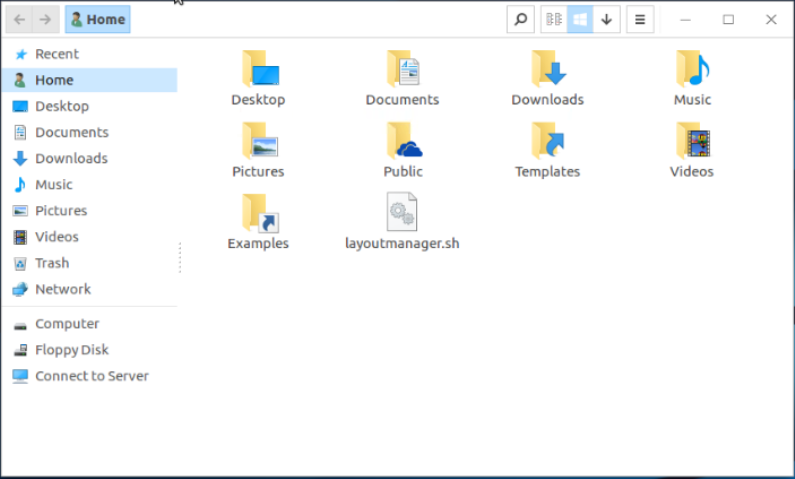 Home
Recent
Home
Desktop
Documents
Downloads
Music
Pictures
Videos
Trash
Network
Computer
Floppy Disk
Connect to Server
Desktop
Documents
Downloads
Music
Pictures
Public
Templates
Videos
Examples
layoutmanager.sh